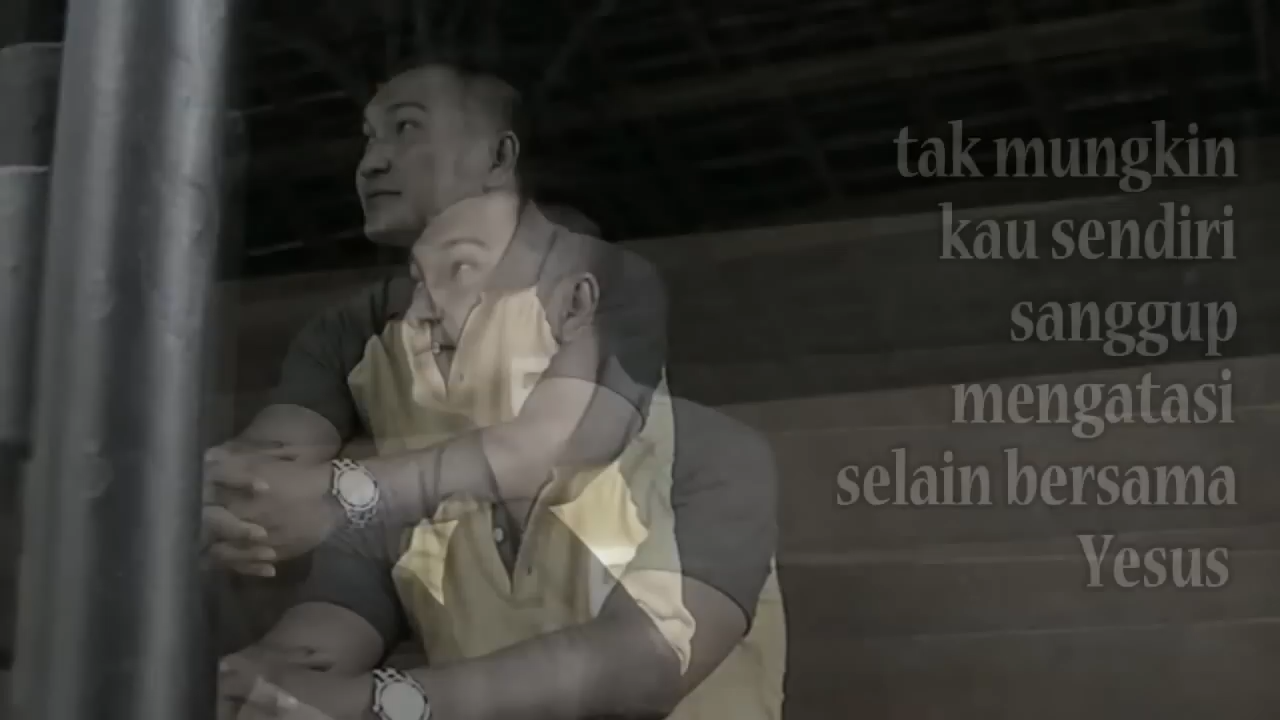 tak mungkin
kau sendiri
sanggup
mengatasi
selain bersama
Yesus